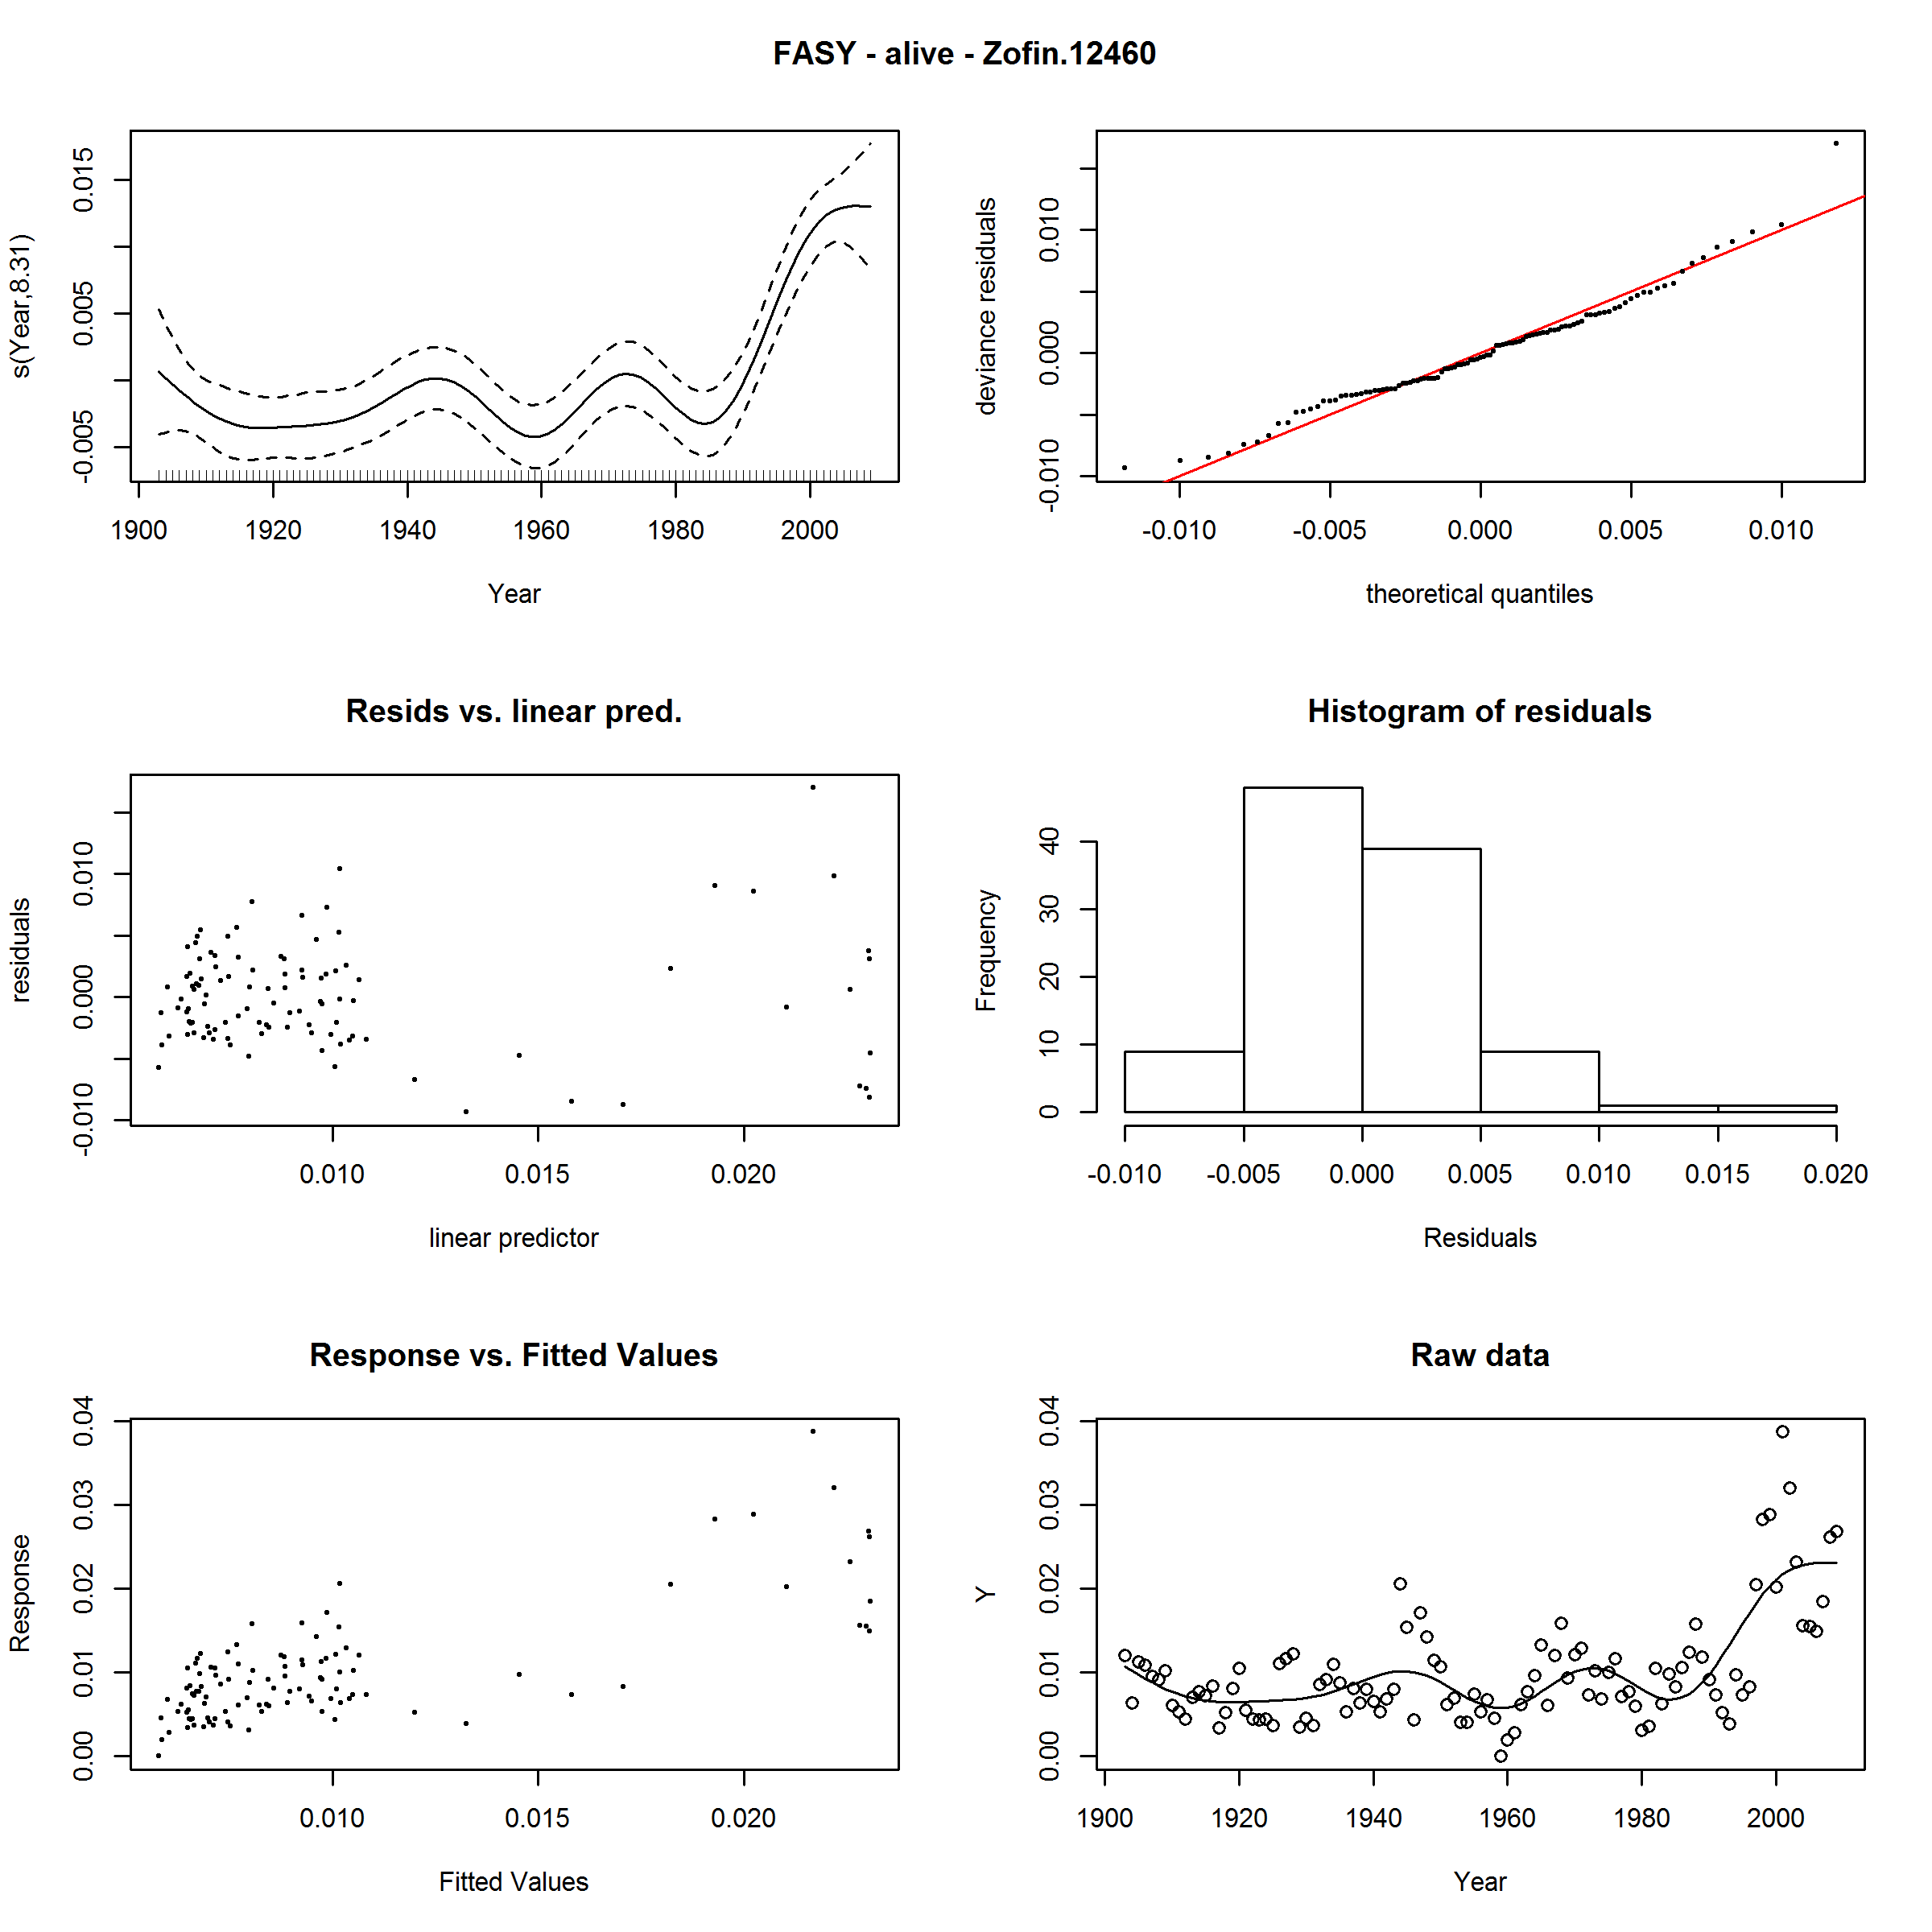 FASY - alive - Zofin.12460
s(Year,8.31)
-0.005 0.005 0.015
1900 1920 1940 1960 1980 2000
Year
deviance residuals
-0.010 0.000 0.010
-0.010 -0.005 0.000 0.005 0.010
theoretical quantiles
Resids vs. linear pred.
residuals
-0.010 0.000 0.010
0.010 0.015 0.020
linear predictor
Histogram of residuals
Frequency
0 10 20 30 40
-0.010 -0.005 0.000 0.005 0.010 0.015 0.020
Residuals
Response vs. Fitted Values
Response
0.00 0.01 0.02 0.03 0.04
0.010 0.015 0.020
Fitted Values
Raw data
Y
0.00 0.01 0.02 0.03 0.04
1900 1920 1940 1960 1980 2000
Year